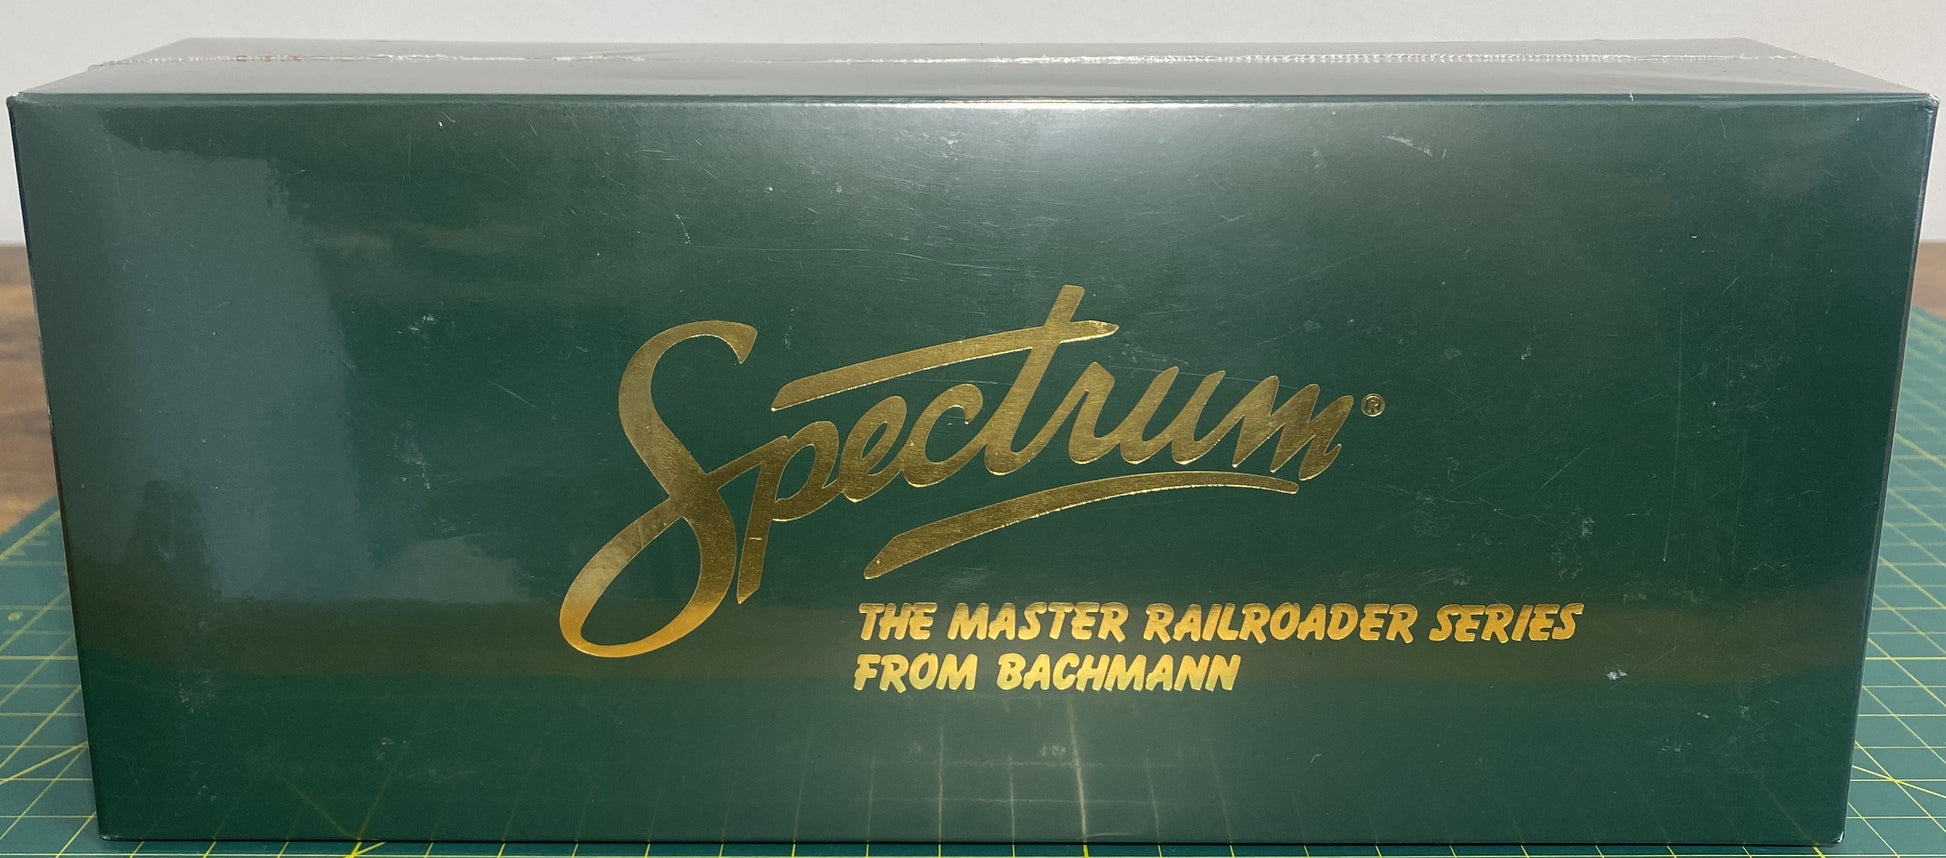 Spectrum®
THE MASTER RAILROADER SERIES
FROM BACHMANN